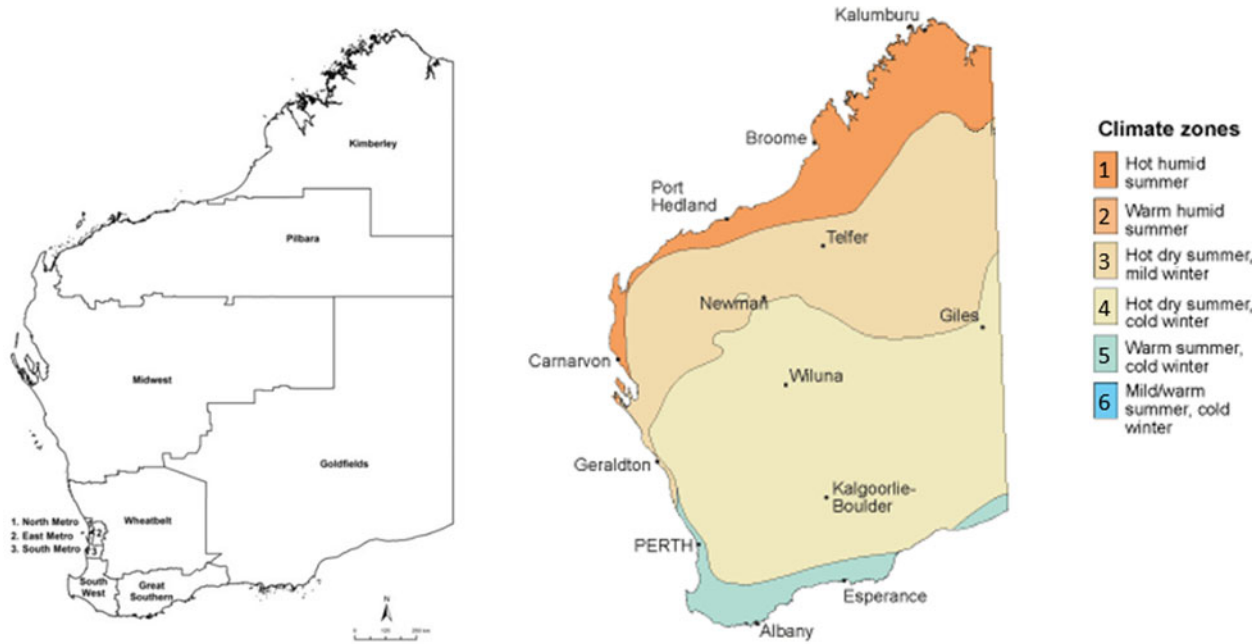 Kimberley
Pilbara
Midwest
Goldfields
Wheatbelt
1. North Metro
2. East Metro
3. South Metro
2
3
South
West
Great
Southern
N
Kalumburu
Broome
Port
Hedland
Telfer
Newman
Giles
Carnarvon
Wiluna
Geraldton
Kalgoorlie-
Boulder
PERTH
Esperance
Albany
Climate zones
1 Hot humid
summer
2 Warm humid
summer
3 Hot dry summer,
mild winter
4 Hot dry summer,
cold winter
5 Warm summer,
cold winter
6 Mild/warm
summer, cold
winter